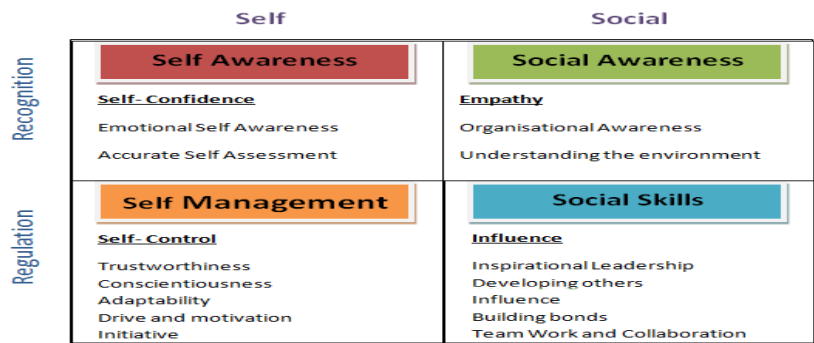 Self
Social
Recognition
Self Awareness
Self- Confidence
Emotional Self Awareness
Accurate Self Assessment
Social Awareness
Empathy
Organisational Awareness
Understanding the environment
Regulation
Self Management
Self- Control
Trustworthiness
Conscientiousness
Adaptability
Drive and motivation
Initiative
Social Skills
Influence
Inspirational Leadership
Developing others
Influence
Building bonds
Team Work and Collaboration